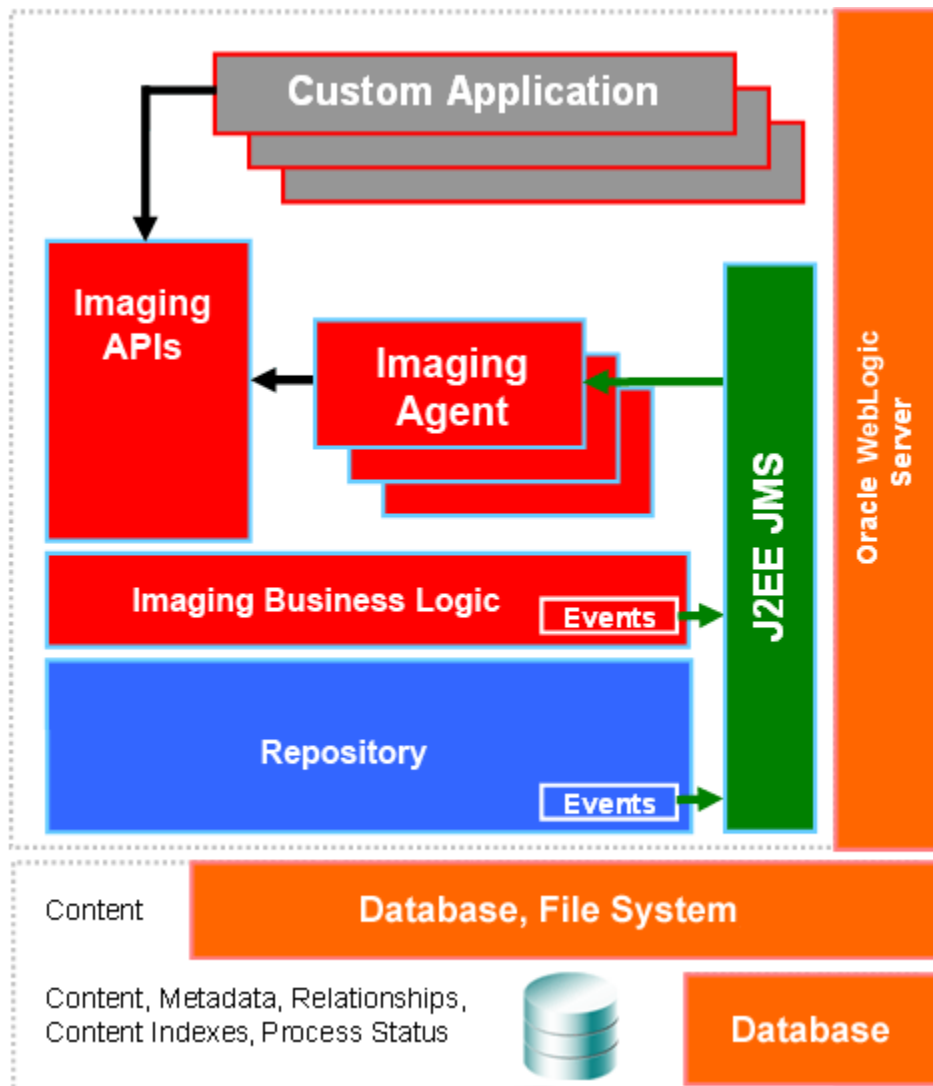 Custom Application
Imaging
APIs
Imaging
Agent
J2EE JMS
Oracle WebLogic
Server
Imaging Business Logic
Events
Repository
Events
Content
Database, File System
Content, Metadata, Relationships,
Content Indexes, Process Status
Database